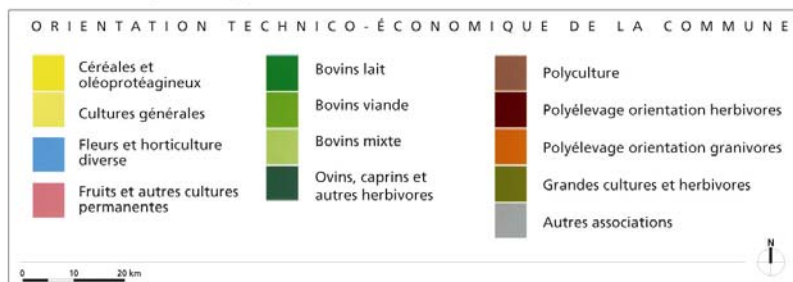 ORIENTATION TECHNICO-ÉCONOMIQUE DE LA COMMUNE
Céréales et
oléoprotéagineux
Cultures générales
Fleurs et horticulture
diverse
Fruits et autres cultures
permanentes
Bovins lait
Bovins viande
Bovins mixte
Ovins, caprins et
autres herbivores
Polyculture
Polyélevage orientation herbivores
Polyélevage orientation granivores
Grandes cultures et herbivores
Autres associations
N
0 10 20 km